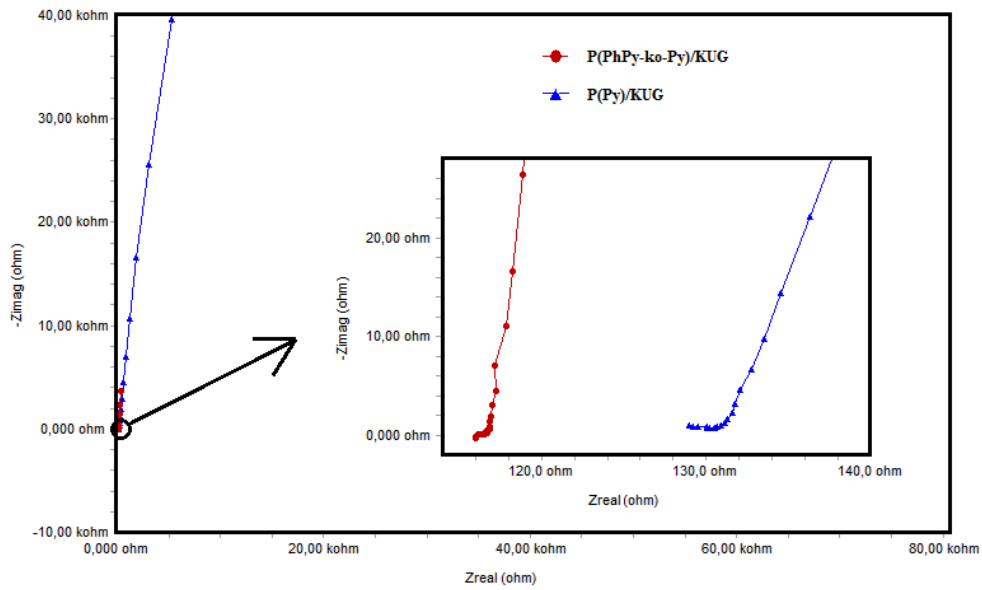 40,00 kohm
30,00 kohm
20,00 kohm
10,00 kohm
0,000 ohm
-10,00 kohm
-Zimag (ohm)
0,000 ohm
20,00 kohm
40,00 kohm
60,00 kohm
80,00 kohm
Zreal (ohm)
P(PhPy-ko-Py)/KUG
P(Py)/KUG
20,00 ohm
10,00 ohm
0,000 ohm
-Zimag (ohm)
120,0 ohm
130,0 ohm
140,0 ohm
Zreal (ohm)